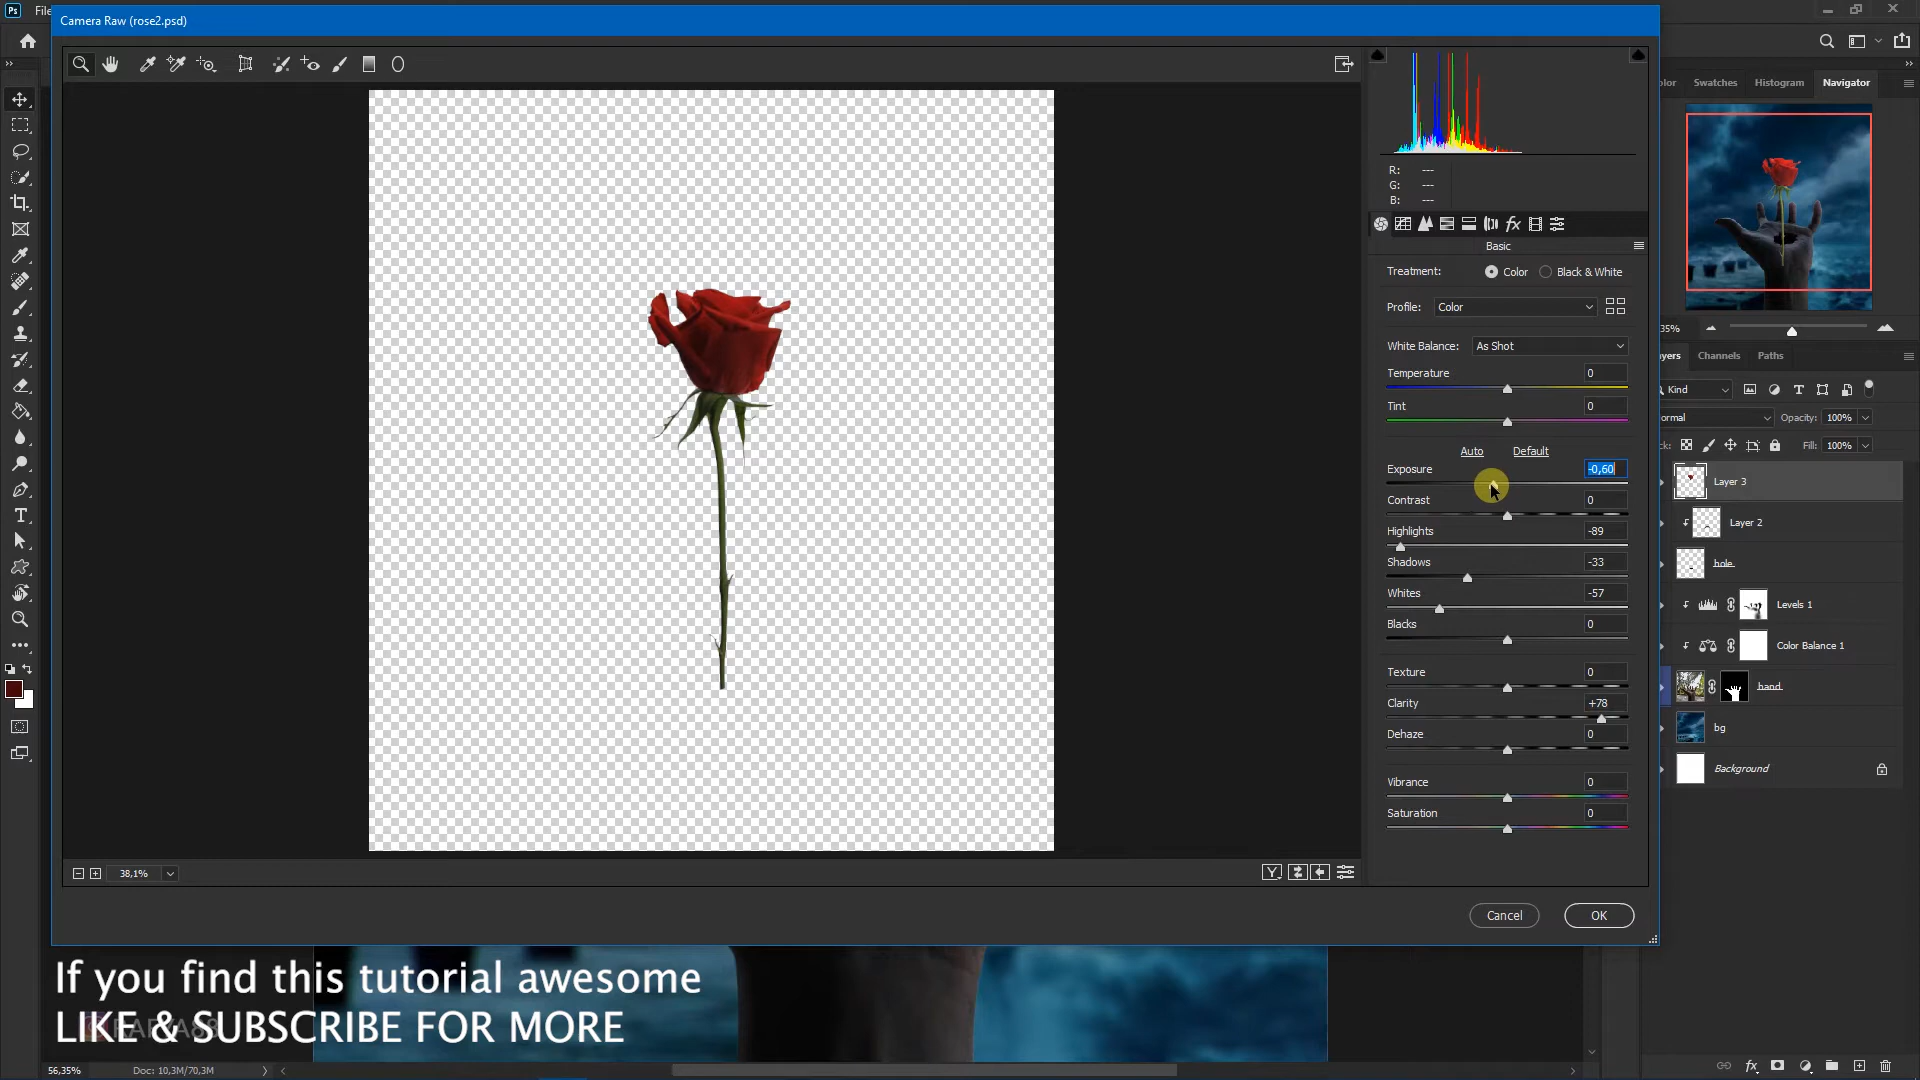 Ps File
Camera Raw (rose2.psd)
R: ---
G: ---
B: ---
Basic
Treatment: Color Black & White
Profile: Color
White Balance: As Shot
Temperature 0
Tint 0
Auto Default
Exposure -0,60
Contrast 0
Highlights -89
Shadows -33
Whites -57
Blacks 0
Texture 0
Clarity +78
Dehaze 0
Vibrance 0
Saturation 0
38,1%
Cancel OK
Swatches Histogram Navigator
35%
Channels Paths
Kind
Opacity: 100%
Fill: 100%
Layer 3
Layer 2
hole
Levels 1
Color Balance 1
hand
bg
Background
fx
If you find this tutorial awesome
LIKE & SUBSCRIBE FOR MORE
56,35% Doc: 10,3M/70,3M